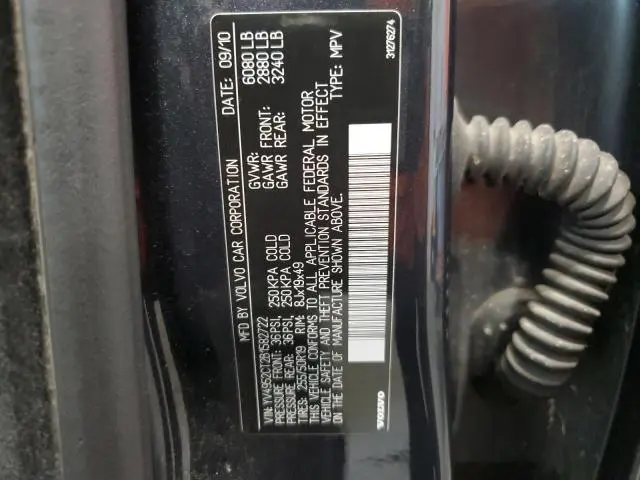 MFD BY VOLVO CAR CORPORATION DATE: 09/10
GVWR: 6080 LB
GAWR FRONT: 2880 LB
GAWR REAR: 3240 LB
VIN: YV4952CT2B1582722
PRESSURE FRONT: 36PSI, 250KPA COLD
PRESSURE REAR: 36PSI, 250KPA COLD
TIRES: 255/50R19 RIM: 8Jx19x49
THIS VEHICLE CONFORMS TO ALL APPLICABLE FEDERAL MOTOR
VEHICLE SAFETY AND THEFT PREVENTION STANDARDS IN EFFECT
ON THE DATE OF MANUFACTURE SHOWN ABOVE. TYPE: MPV
VOLVO 31276274